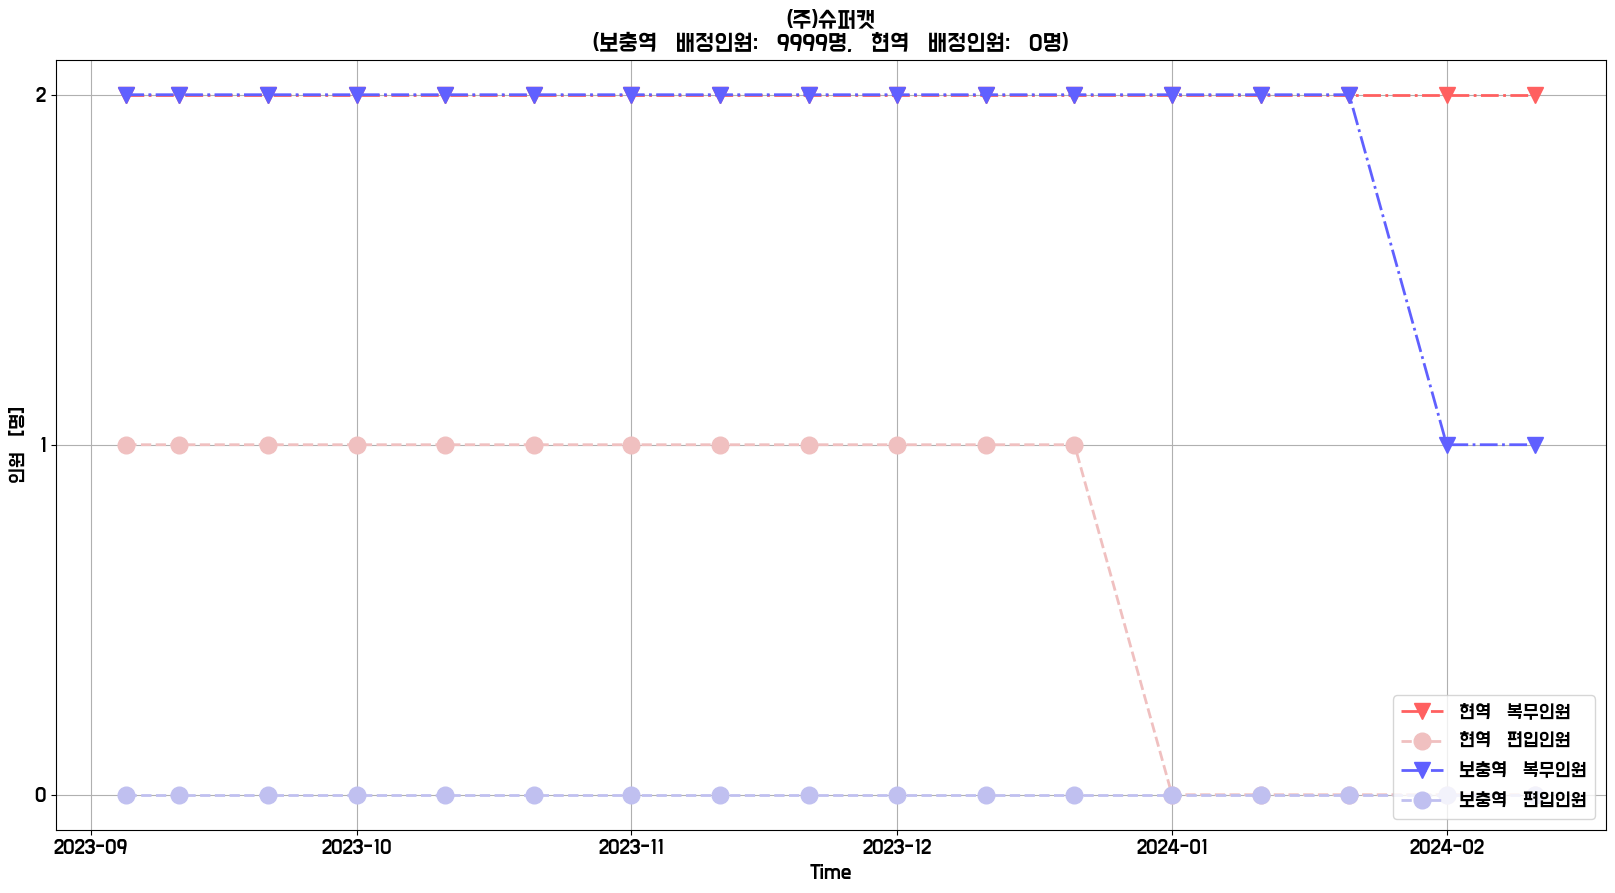 (주)슈퍼캣
(보충역 배정인원: 9999명, 현역 배정인원: 0명)
인원 [명]
2
1
0
2023-09 2023-10 2023-11 2023-12 2024-01 2024-02
Time
현역 복무인원
현역 편입인원
보충역 복무인원
보충역 편입인원